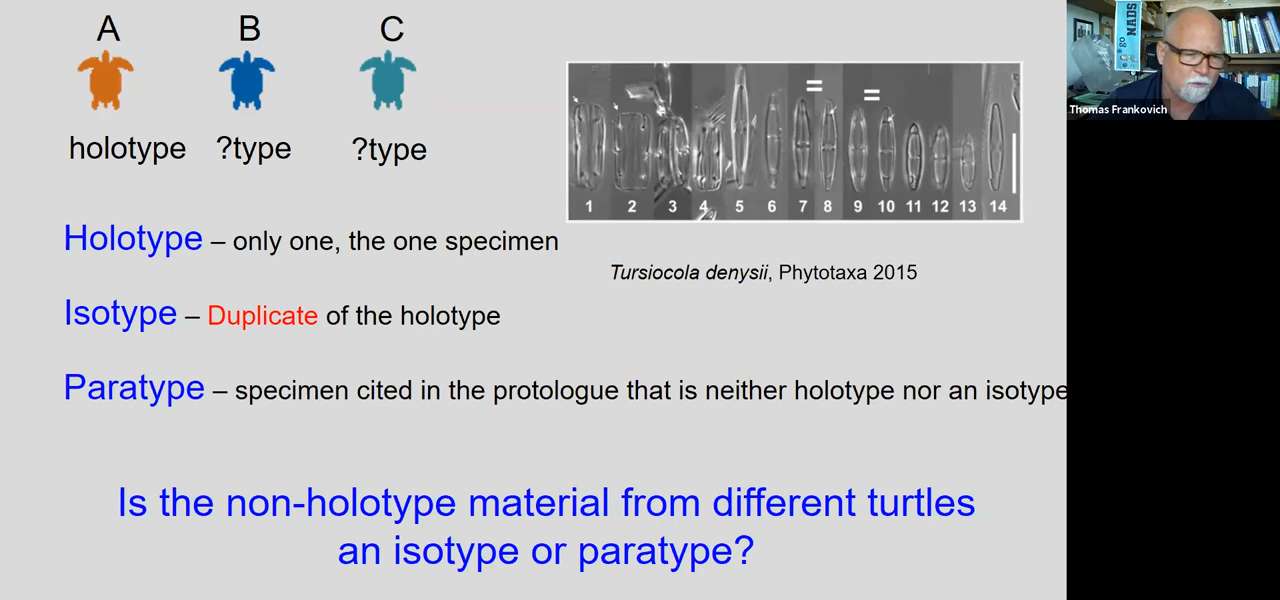 A B C
holotype ?type ?type
= =
1 2 3 4 5 6 7 8 9 10 11 12 13 14
Tursiocola denysii, Phytotaxa 2015
Holotype – only one, the one specimen
Isotype – Duplicate of the holotype
Paratype – specimen cited in the protologue that is neither holotype nor an isotype
Is the non-holotype material from different turtles
an isotype or paratype?
go NADS
Thomas Frankovich